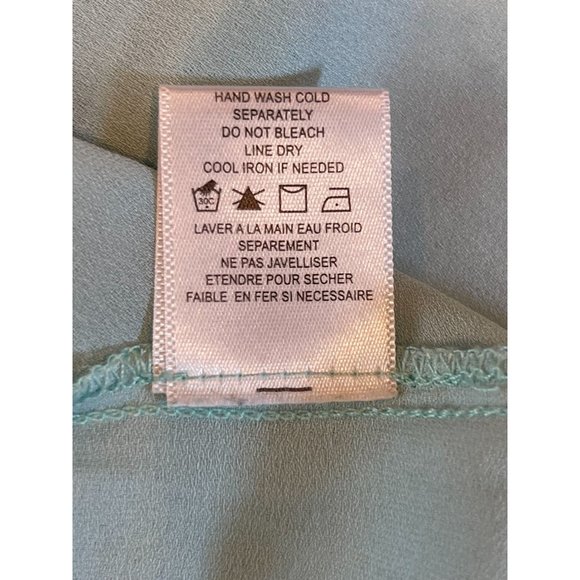 HAND WASH COLD
SEPARATELY
DO NOT BLEACH
LINE DRY
COOL IRON IF NEEDED
30C
LAVER A LA MAIN EAU FROID
SEPAREMENT
NE PAS JAVELLISER
ETENDRE POUR SECHER
FAIBLE EN FER SI NECESSAIRE